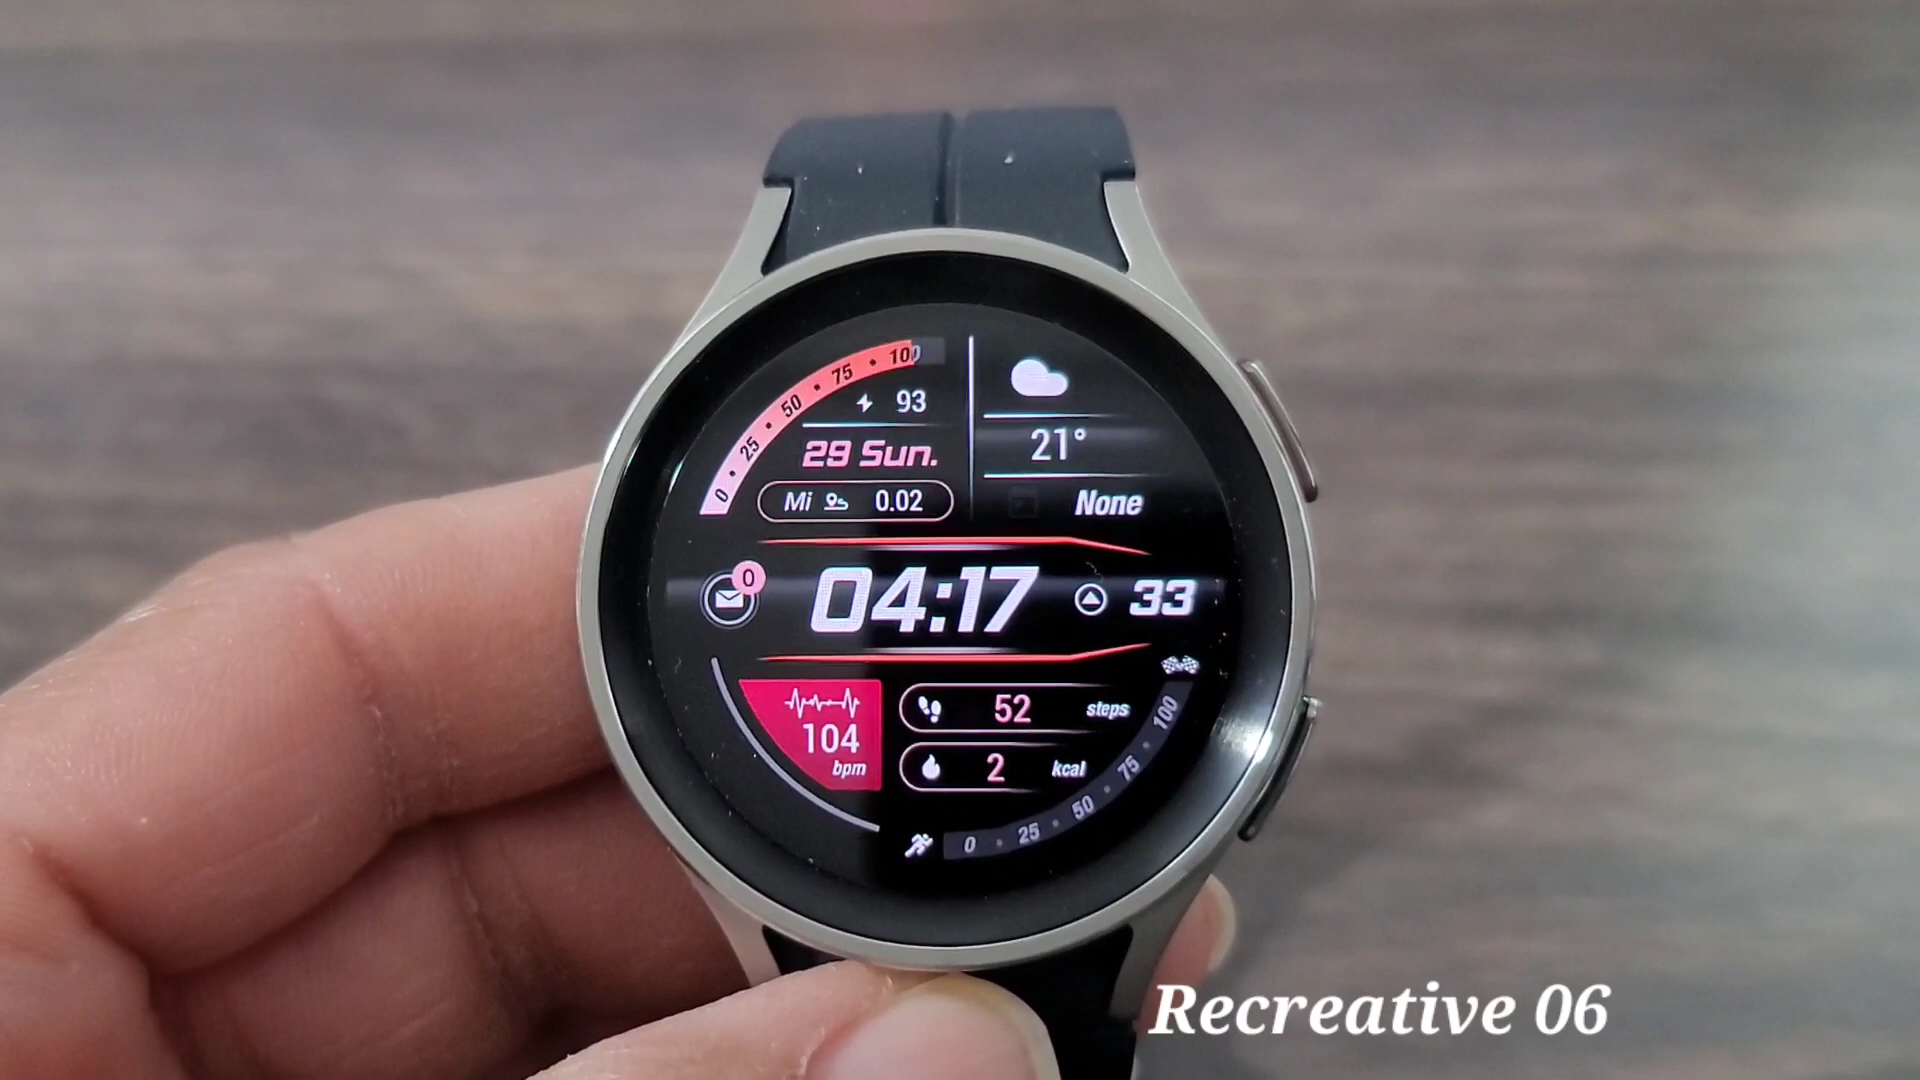 0 • 25 • 50 • 75 • 100
93
29 Sun.
Mi 0.02
21°
None
0
04:17 33
104
bpm
52 steps
2 kcal
0 • 25 • 50 • 75 • 100
Recreative 06